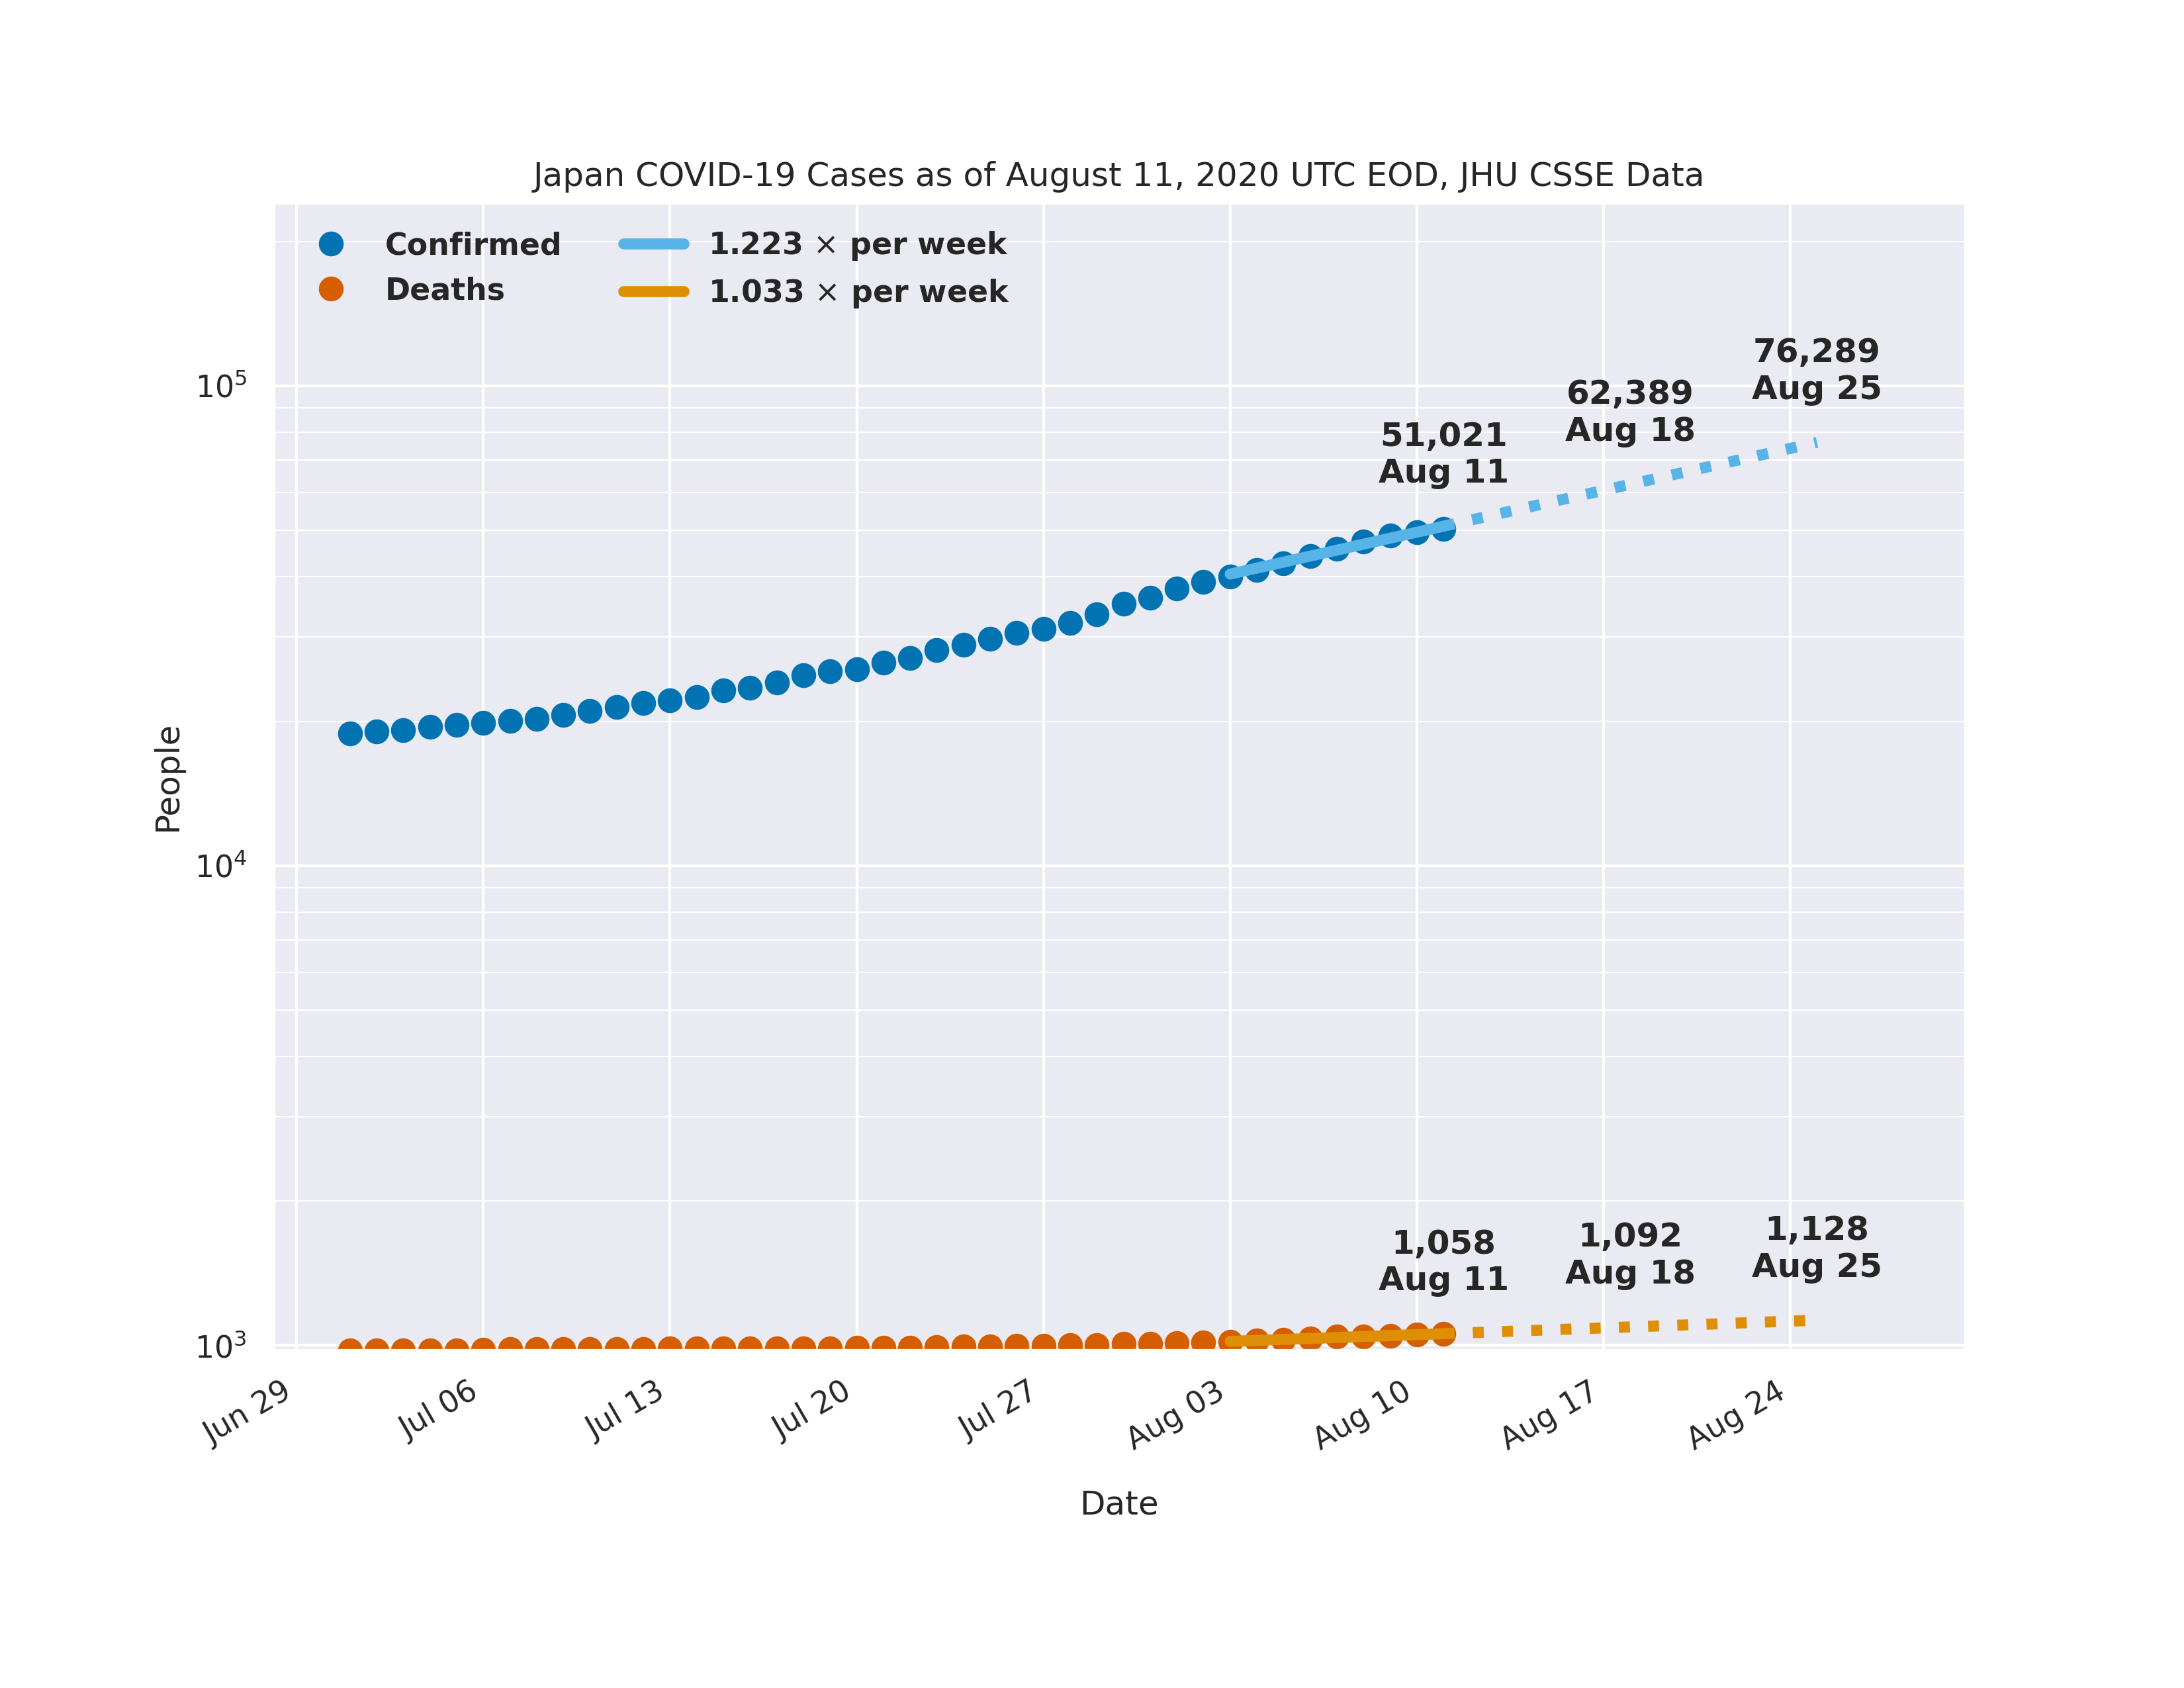 Japan COVID-19 Cases as of August 11, 2020 UTC EOD, JHU CSSE Data
Confirmed
Deaths
1.223 × per week
1.033 × per week
76,289
Aug 25
62,389
Aug 18
51,021
Aug 11
10⁵
10⁴
10³
People
1,058
Aug 11
1,092
Aug 18
1,128
Aug 25
Jun 29
Jul 06
Jul 13
Jul 20
Jul 27
Aug 03
Aug 10
Aug 17
Aug 24
Date